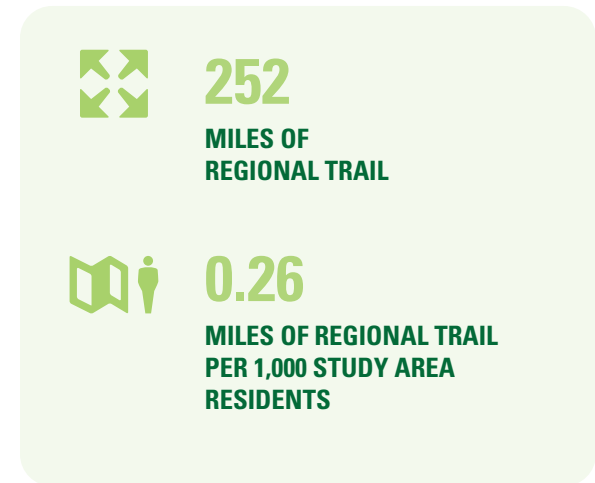 252
MILES OF
REGIONAL TRAIL
0.26
MILES OF REGIONAL TRAIL
PER 1,000 STUDY AREA
RESIDENTS